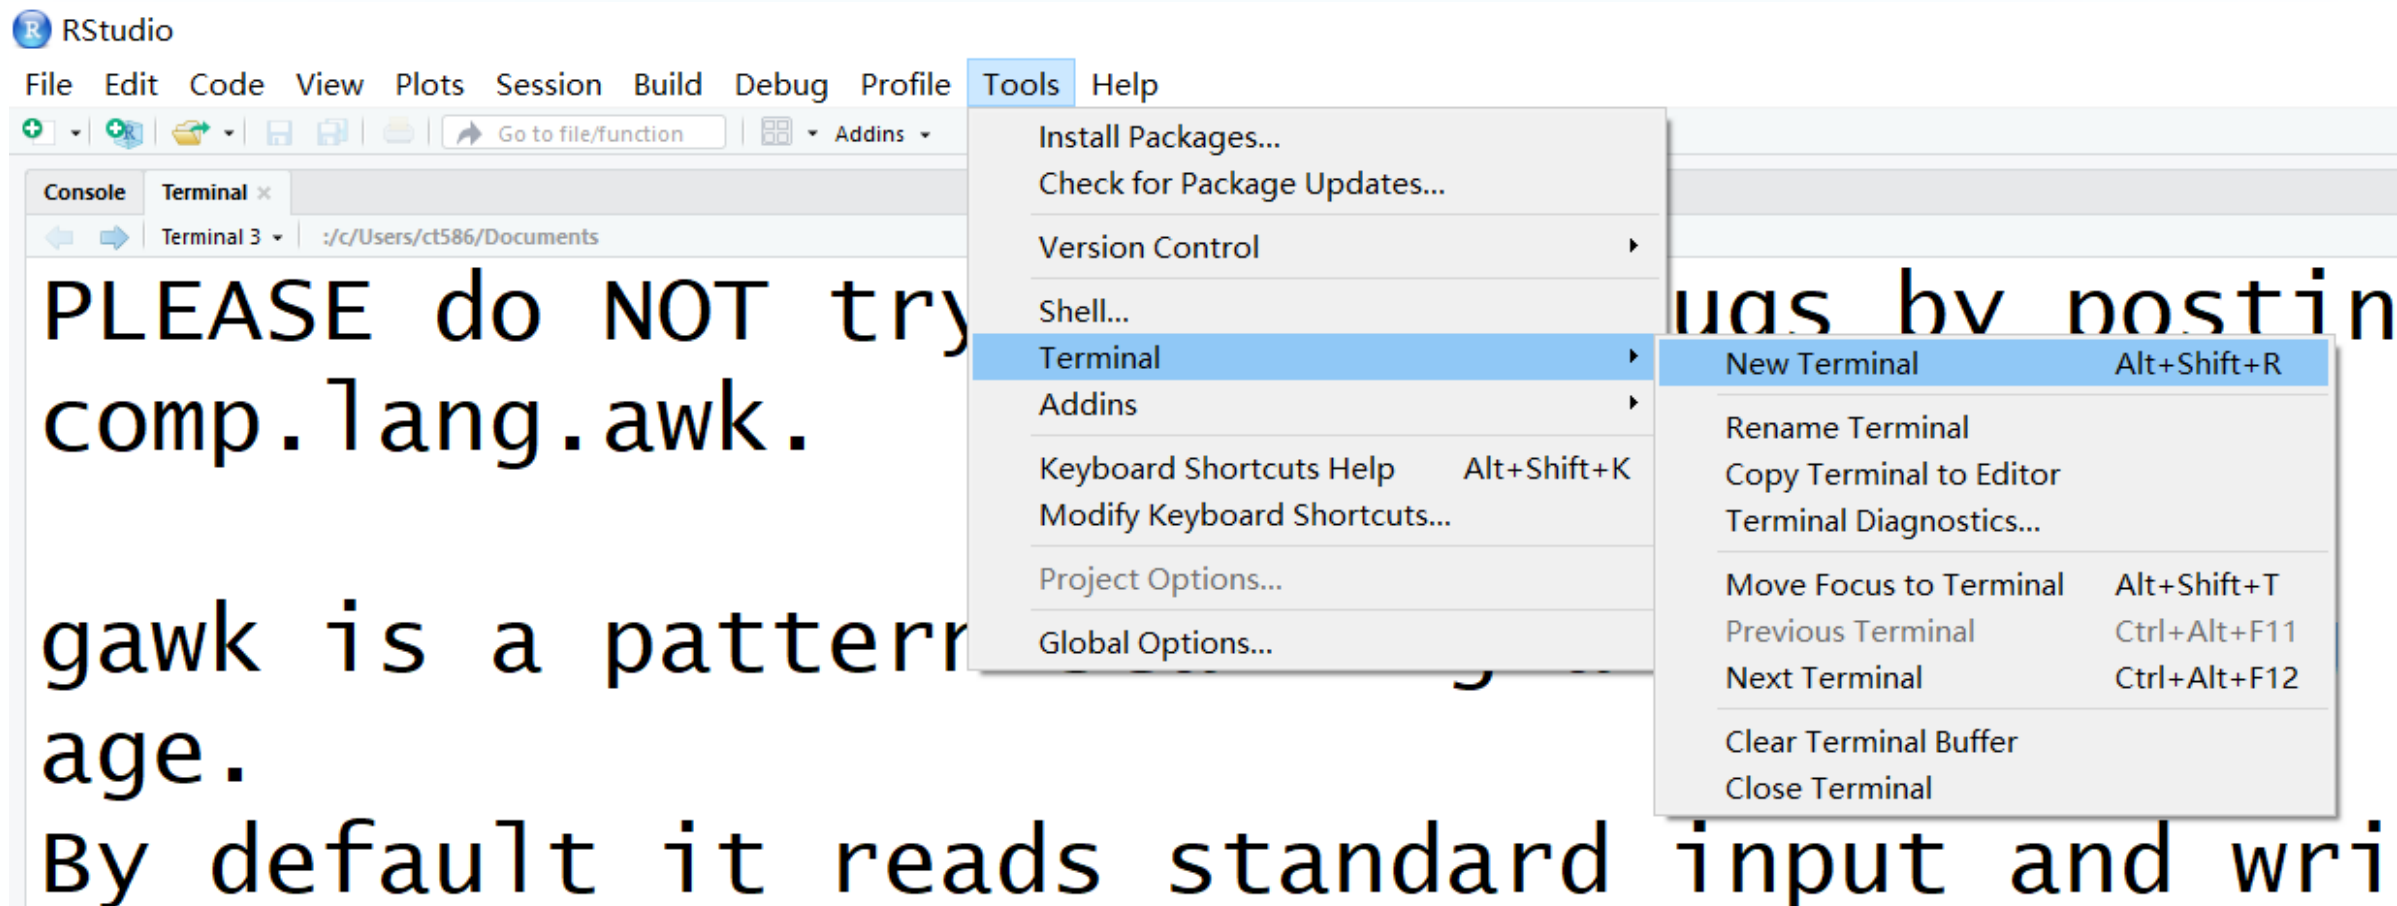 RStudio
File Edit Code View Plots Session Build Debug Profile Tools Help
Go to file/function Addins
Install Packages...
Check for Package Updates...
Version Control
Shell...
Terminal
Addins
Keyboard Shortcuts Help Alt+Shift+K
Modify Keyboard Shortcuts...
Project Options...
Global Options...
New Terminal Alt+Shift+R
Rename Terminal
Copy Terminal to Editor
Terminal Diagnostics...
Move Focus to Terminal Alt+Shift+T
Previous Terminal Ctrl+Alt+F11
Next Terminal Ctrl+Alt+F12
Clear Terminal Buffer
Close Terminal
Console Terminal
Terminal 3 :/c/Users/ct586/Documents
PLEASE do NOT try ugs by postin
comp.lang.awk.
gawk is a pattern
age.
By default it reads standard input and wri